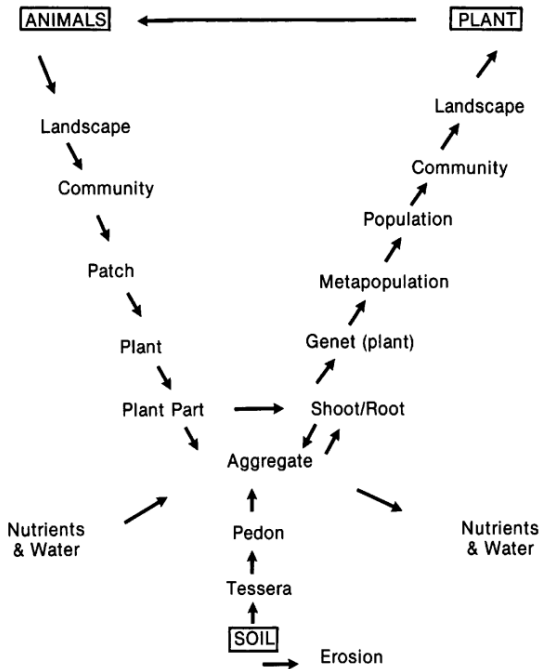 ANIMALS
PLANT
Landscape
Landscape
Community
Community
Population
Patch
Metapopulation
Plant
Genet (plant)
Plant Part
Shoot/Root
Aggregate
Nutrients
& Water
Pedon
Nutrients
& Water
Tessera
SOIL
Erosion